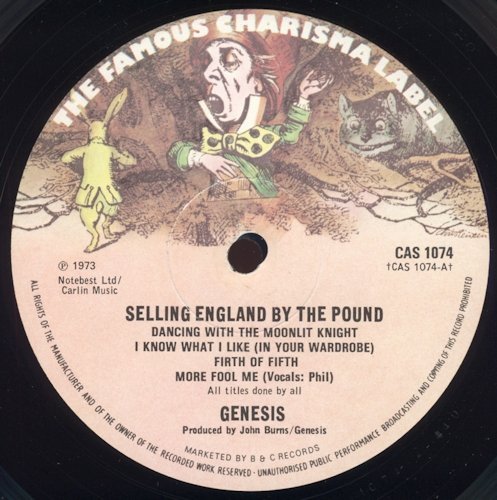 THE FAMOUS CHARISMA LABEL
CAS 1074
†CAS 1074-A†
℗ 1973
Notebest Ltd/
Carlin Music
SELLING ENGLAND BY THE POUND
DANCING WITH THE MOONLIT KNIGHT
I KNOW WHAT I LIKE (IN YOUR WARDROBE)
FIRTH OF FIFTH
MORE FOOL ME (Vocals: Phil)
All titles done by all
GENESIS
Produced by John Burns/Genesis
MARKETED BY B & C RECORDS
ALL RIGHTS OF THE MANUFACTURER AND OF THE OWNER OF THE RECORDED WORK RESERVED - UNAUTHORISED PUBLIC PERFORMANCE BROADCASTING AND COPYING OF THIS RECORD PROHIBITED